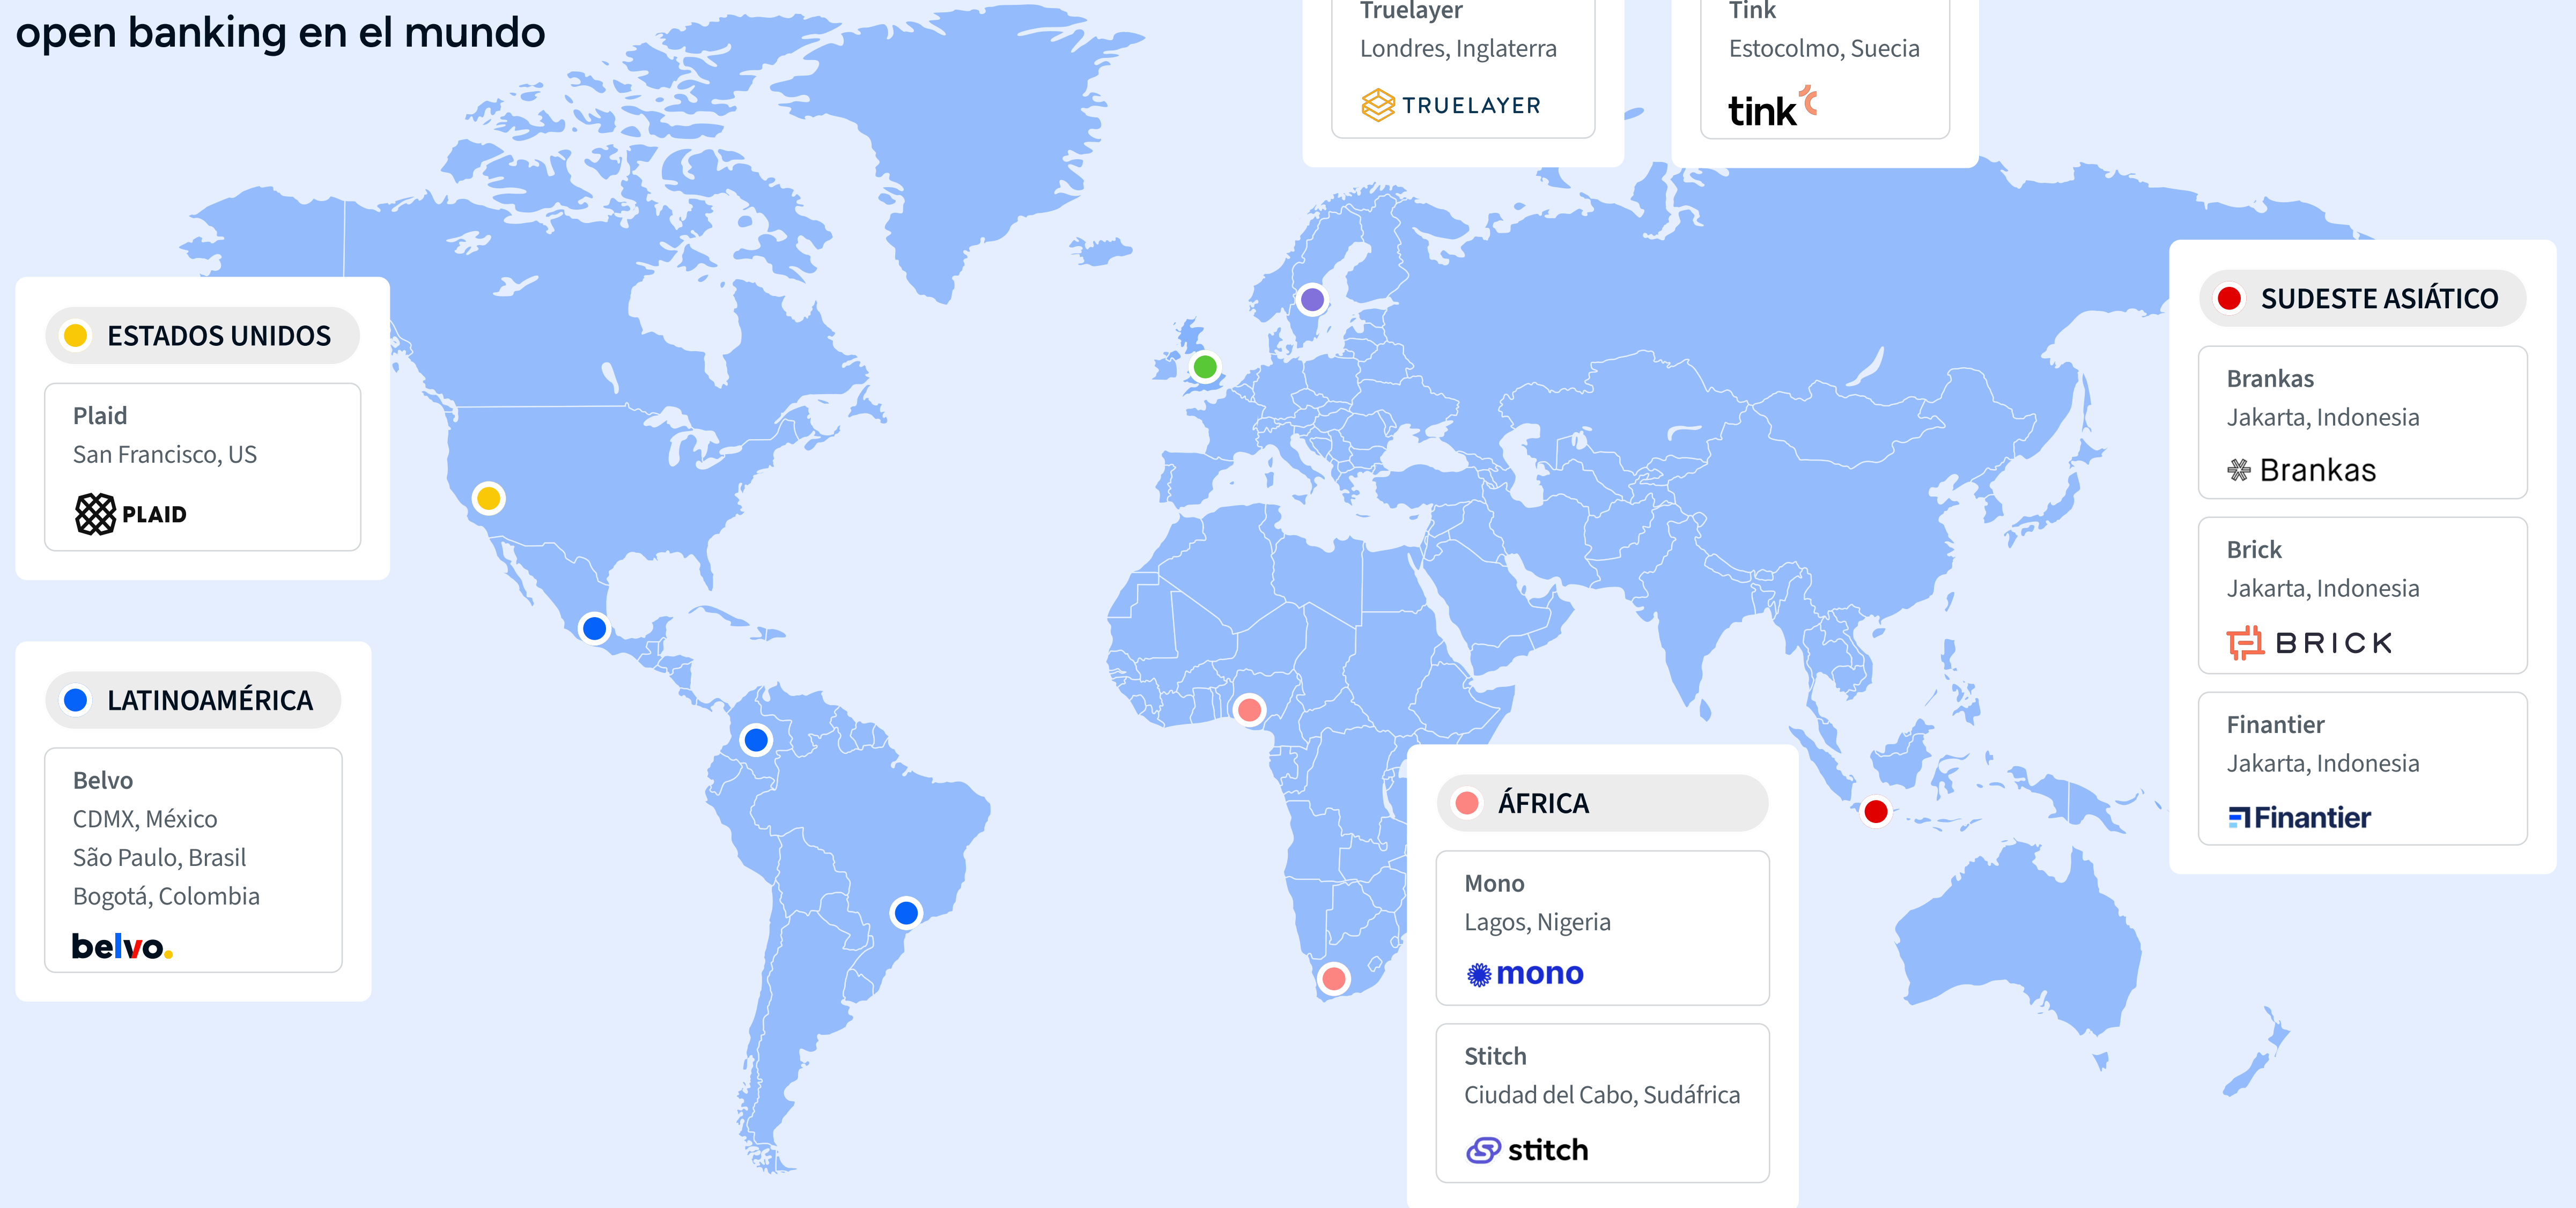 open banking en el mundo
Truelayer
Londres, Inglaterra
TRUELAYER
Tink
Estocolmo, Suecia
tink
ESTADOS UNIDOS
Plaid
San Francisco, US
PLAID
LATINOAMÉRICA
Belvo
CDMX, México
São Paulo, Brasil
Bogotá, Colombia
belvo.
ÁFRICA
Mono
Lagos, Nigeria
mono
Stitch
Ciudad del Cabo, Sudáfrica
stitch
SUDESTE ASIÁTICO
Brankas
Jakarta, Indonesia
Brankas
Brick
Jakarta, Indonesia
BRICK
Finantier
Jakarta, Indonesia
Finantier